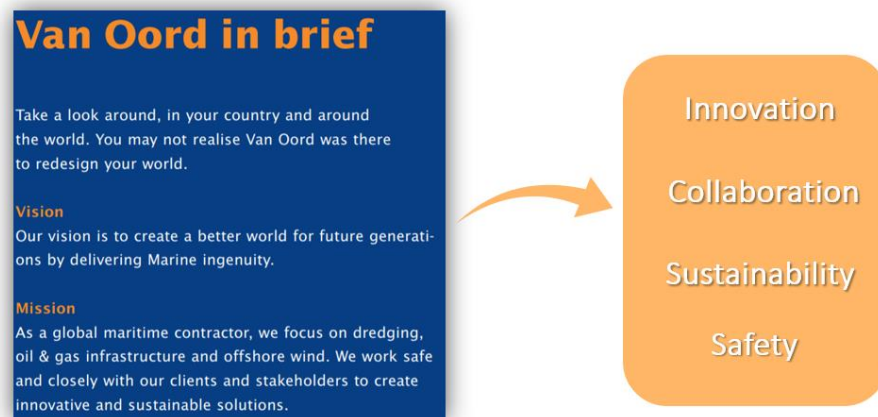 Van Oord in brief
Take a look around, in your country and around
the world. You may not realise Van Oord was there
to redesign your world.
Vision
Our vision is to create a better world for future generati-
ons by delivering Marine ingenuity.
Mission
As a global maritime contractor, we focus on dredging,
oil & gas infrastructure and offshore wind. We work safe
and closely with our clients and stakeholders to create
innovative and sustainable solutions.
Innovation
Collaboration
Sustainability
Safety